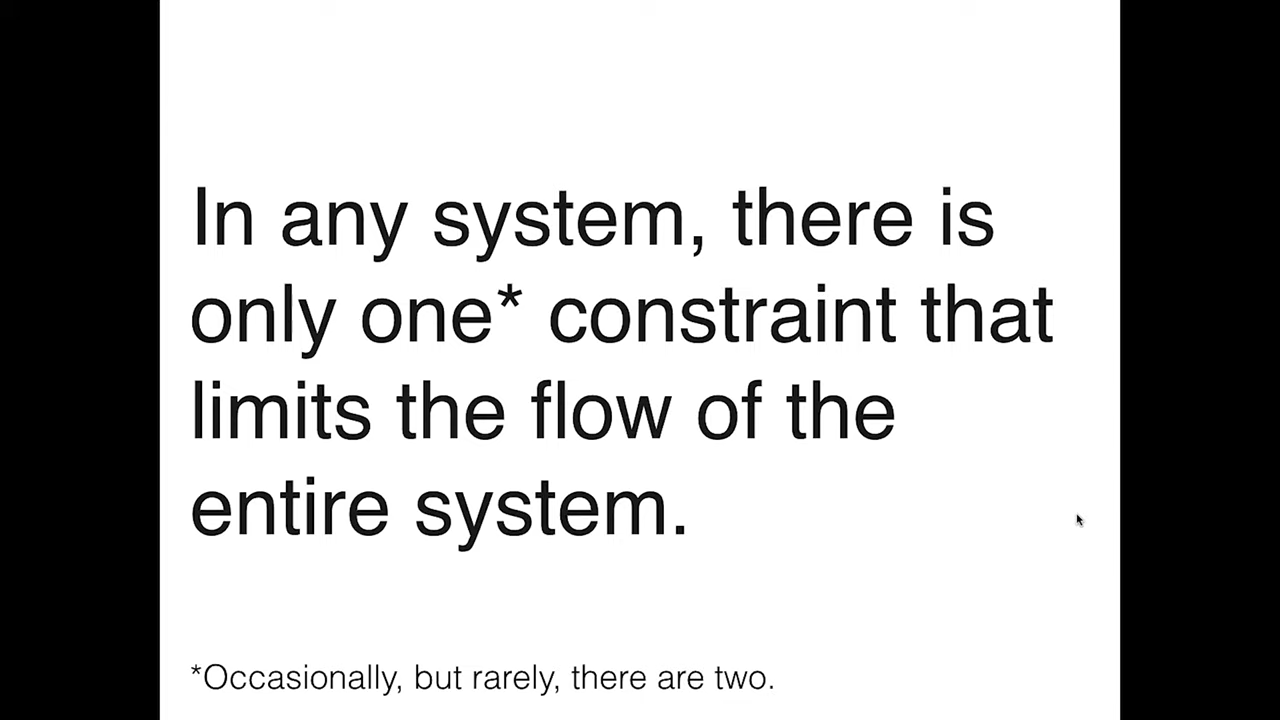 In any system, there is
only one* constraint that
limits the flow of the
entire system.
*Occasionally, but rarely, there are two.